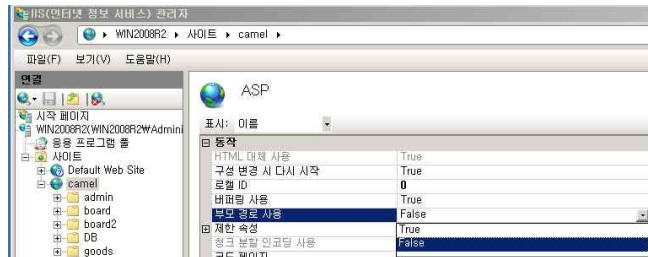 IIS(인터넷 정보 서비스) 관리자
WIN2008R2 ▸ 사이트 ▸ camel ▸
파일(F) 보기(V) 도움말(H)
연결
시작 페이지
WIN2008R2(WIN2008R2₩Admini
응용 프로그램 풀
사이트
Default Web Site
camel
admin
board
board2
DB
goods
ASP
표시: 이름
동작
HTML 대체 사용 True
구성 변경 시 다시 시작 True
로캘 ID 0
버퍼링 사용 True
부모 경로 사용 False
제한 속성 True
청크 분할 인코딩 사용 False
코드 페이지